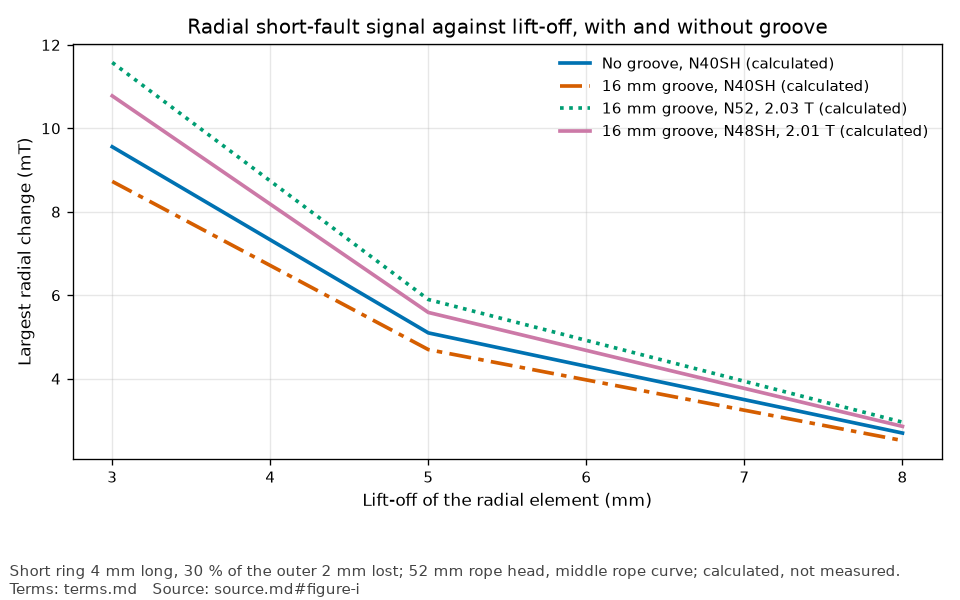 Radial short-fault signal against lift-off, with and without groove
Largest radial change (mT)
12
10
8
6
4
No groove, N40SH (calculated)
16 mm groove, N40SH (calculated)
16 mm groove, N52, 2.03 T (calculated)
16 mm groove, N48SH, 2.01 T (calculated)
3 4 5 6 7 8
Lift-off of the radial element (mm)
Short ring 4 mm long, 30 % of the outer 2 mm lost; 52 mm rope head, middle rope curve; calculated, not measured.
Terms: terms.md Source: source.md#figure-i